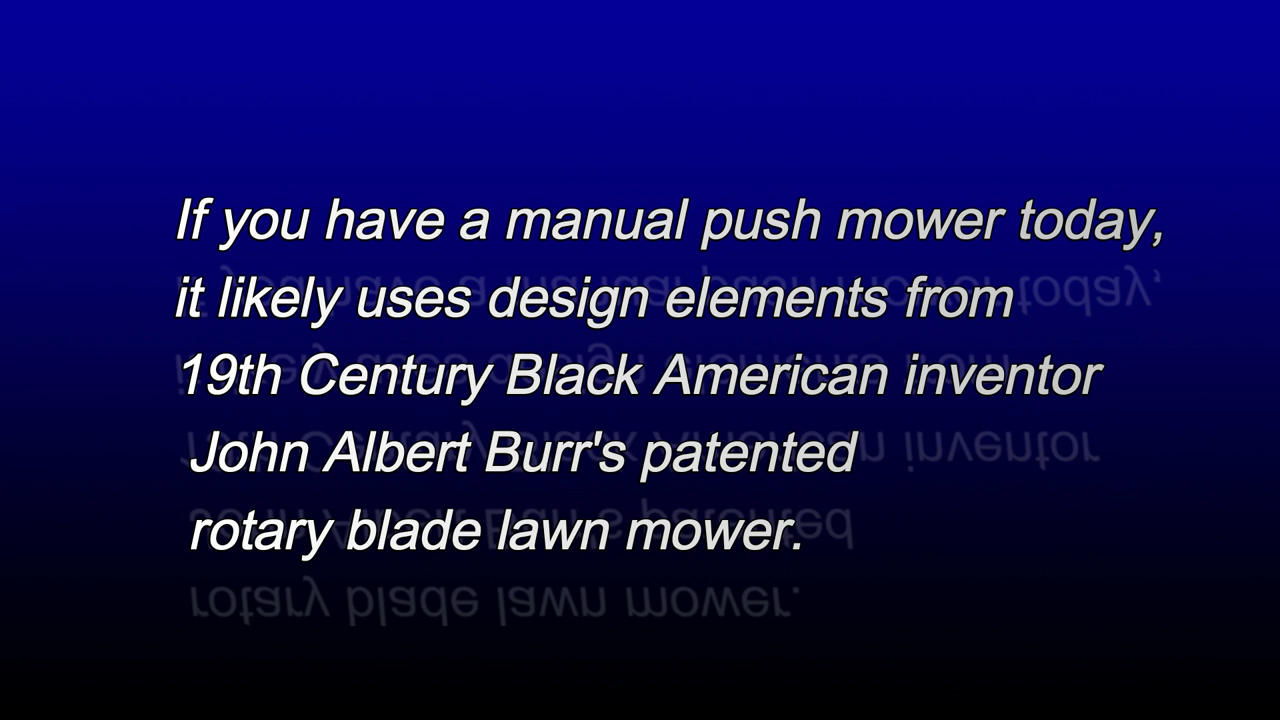 If you have a manual push mower today,
it likely uses design elements from
19th Century Black American inventor
John Albert Burr's patented
rotary blade lawn mower.